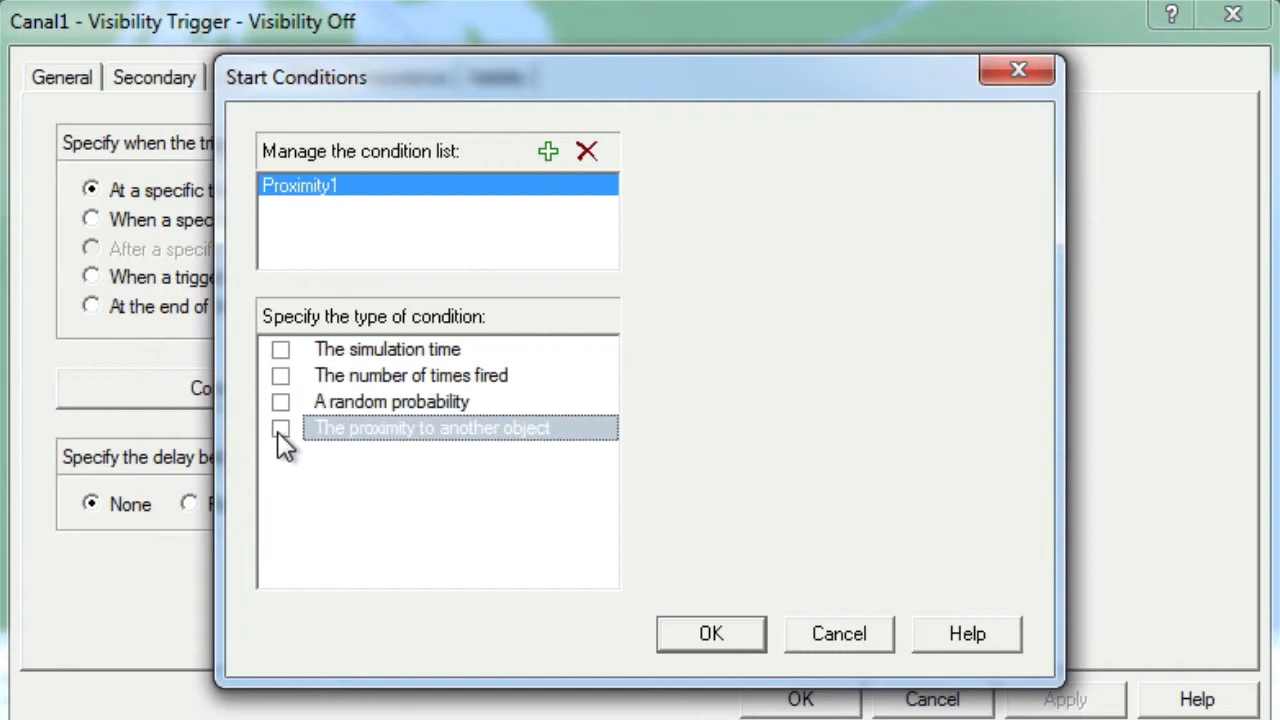 Canal1 - Visibility Trigger - Visibility Off
General
Secondary
Start Conditions
Specify when the tri
At a specific t
When a spec
After a specif
When a trigge
At the end of
Co
Specify the delay be
None
Manage the condition list:
Proximity1
Specify the type of condition:
The simulation time
The number of times fired
A random probability
The proximity to another object
OK
Cancel
Help
OK
Cancel
Apply
Help